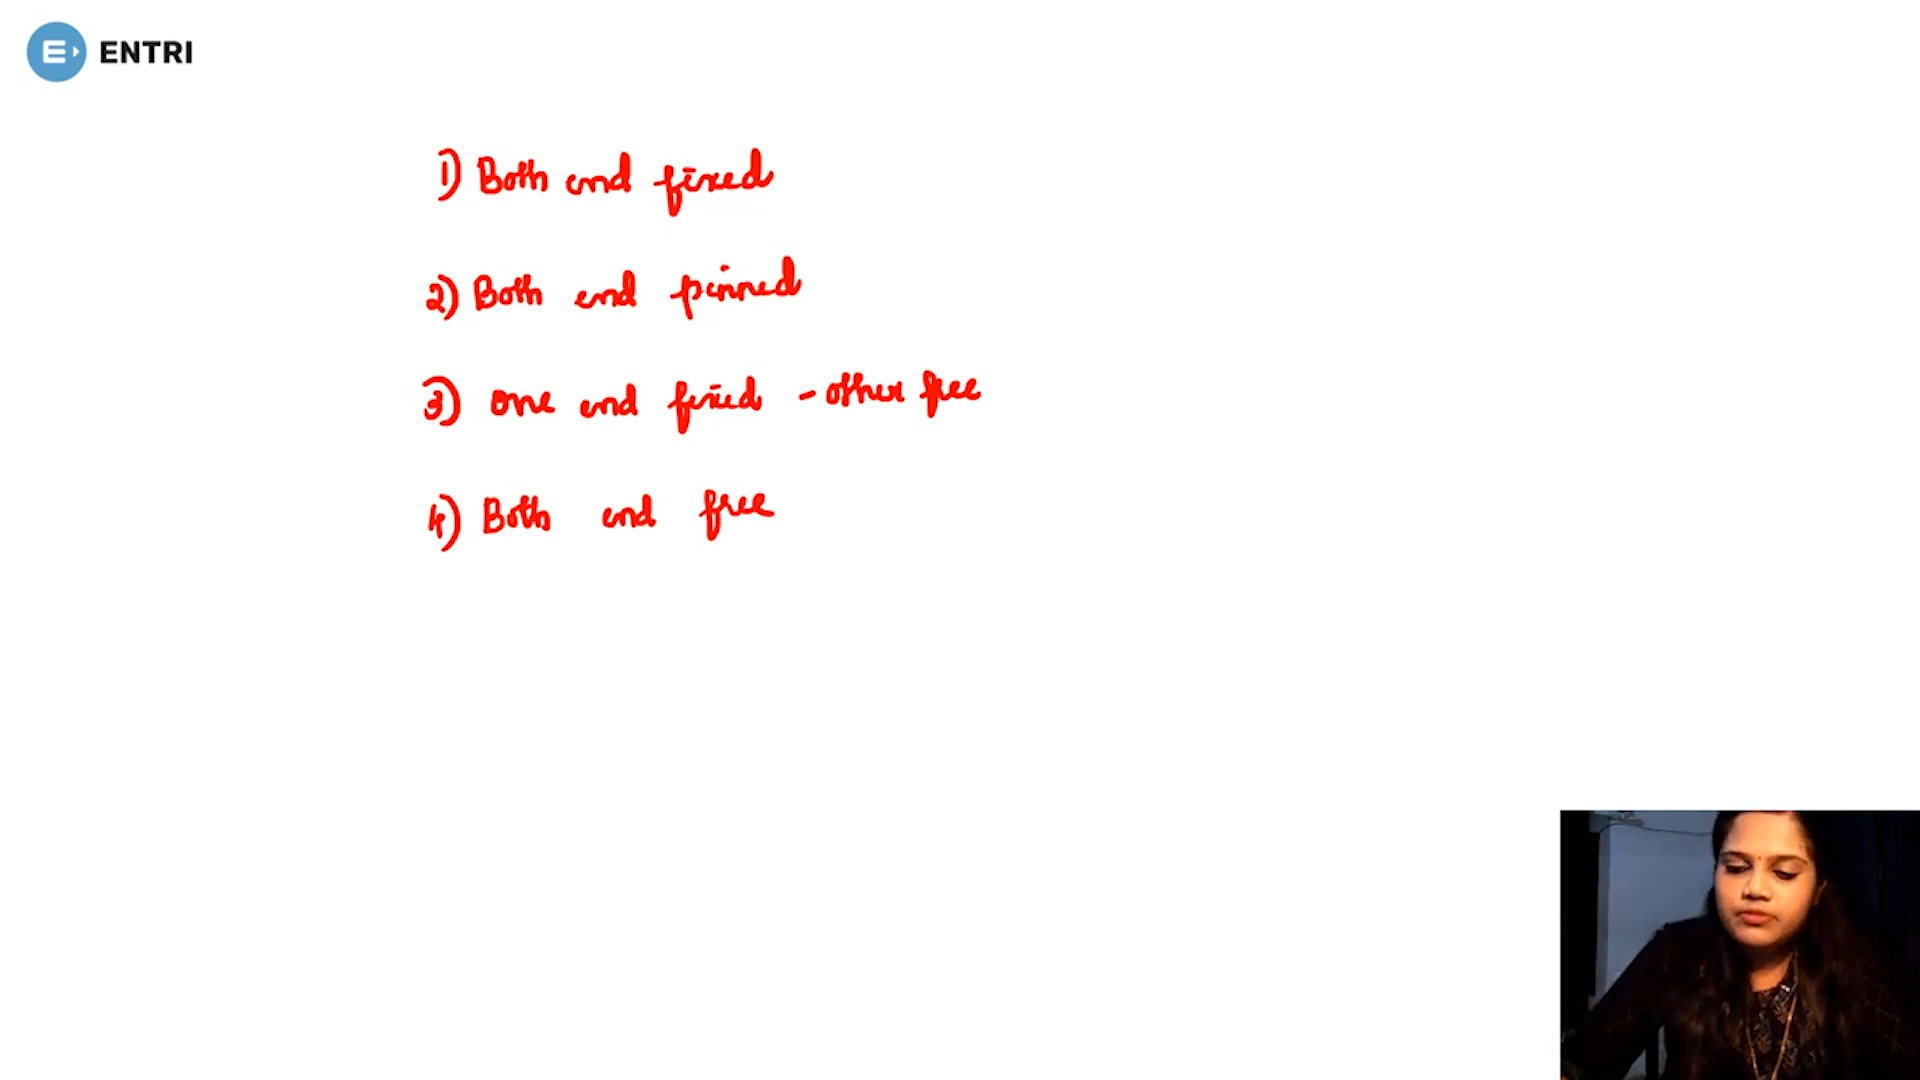 ENTRI
1) Both end fixed
2) Both end pinned
3) One end fixed - other free
4) Both end free